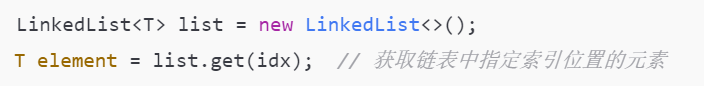 LinkedList<T> list = new LinkedList<>();
T element = list.get(idx);  // 获取链表中指定索引位置的元素